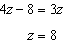 4z − 8 = 3z
z = 8